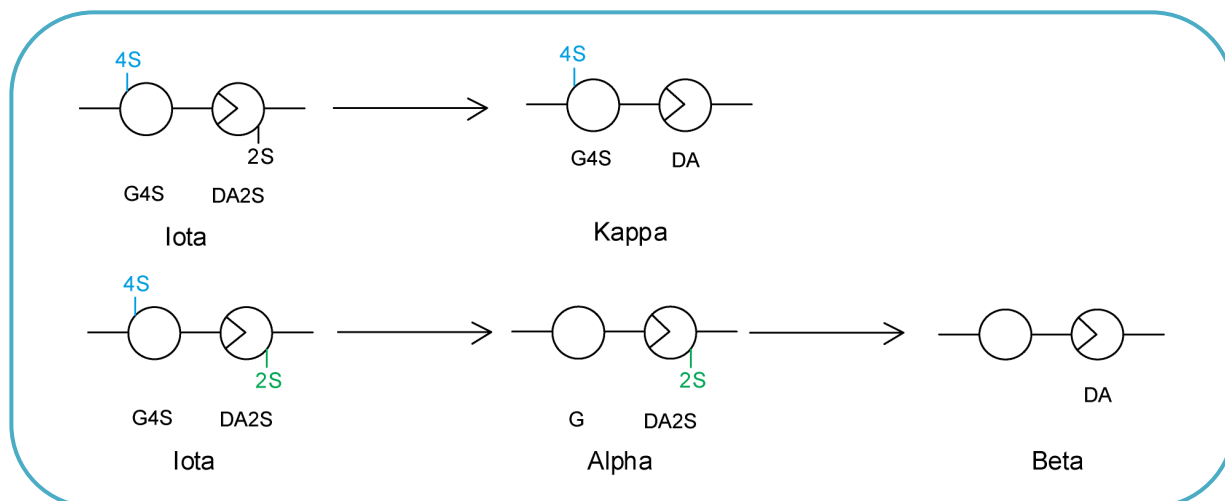 4S 4S
2S
G4S DA2S G4S DA
Iota Kappa
4S
2S 2S
G4S DA2S G DA2S DA
Iota Alpha Beta